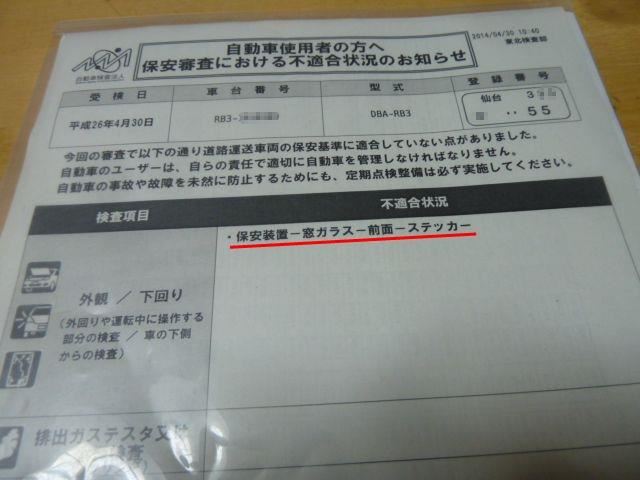 2014/04/30 10:40
東北検査部
自動車検査法人
自動車使用者の方へ
保安審査における不適合状況のお知らせ
受検日 車台番号 型式 登録番号
平成26年4月30日 RB3- DBA-RB3 仙台 3
‥ 55
今回の審査で以下の通り道路運送車両の保安基準に適合していない点がありました。
自動車のユーザーは、自らの責任で適切に自動車を管理しなければなりません。
自動車の事故や故障を未然に防止するためにも、定期点検整備は必ず実施してください。
検査項目 不適合状況
・保安装置－窓ガラス－前面－ステッカー
外観 ／ 下回り
(外回りや運転中に操作する
部分の検査 ／ 車の下側
からの検査)
排出ガステスタ又は
検査